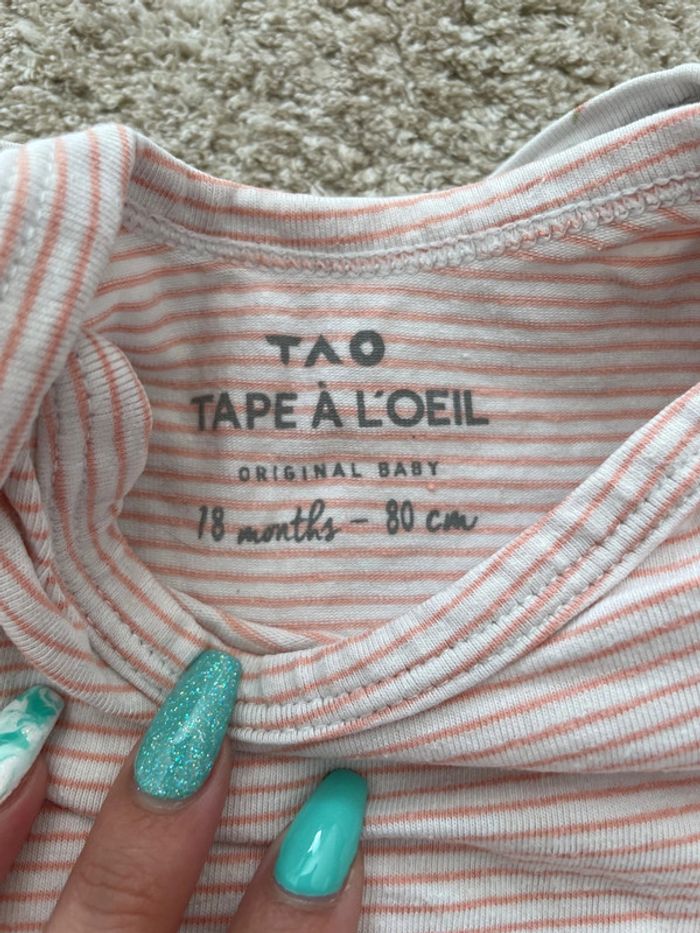 TAO
TAPE À L'OEIL
ORIGINAL BABY
18 months - 80 cm